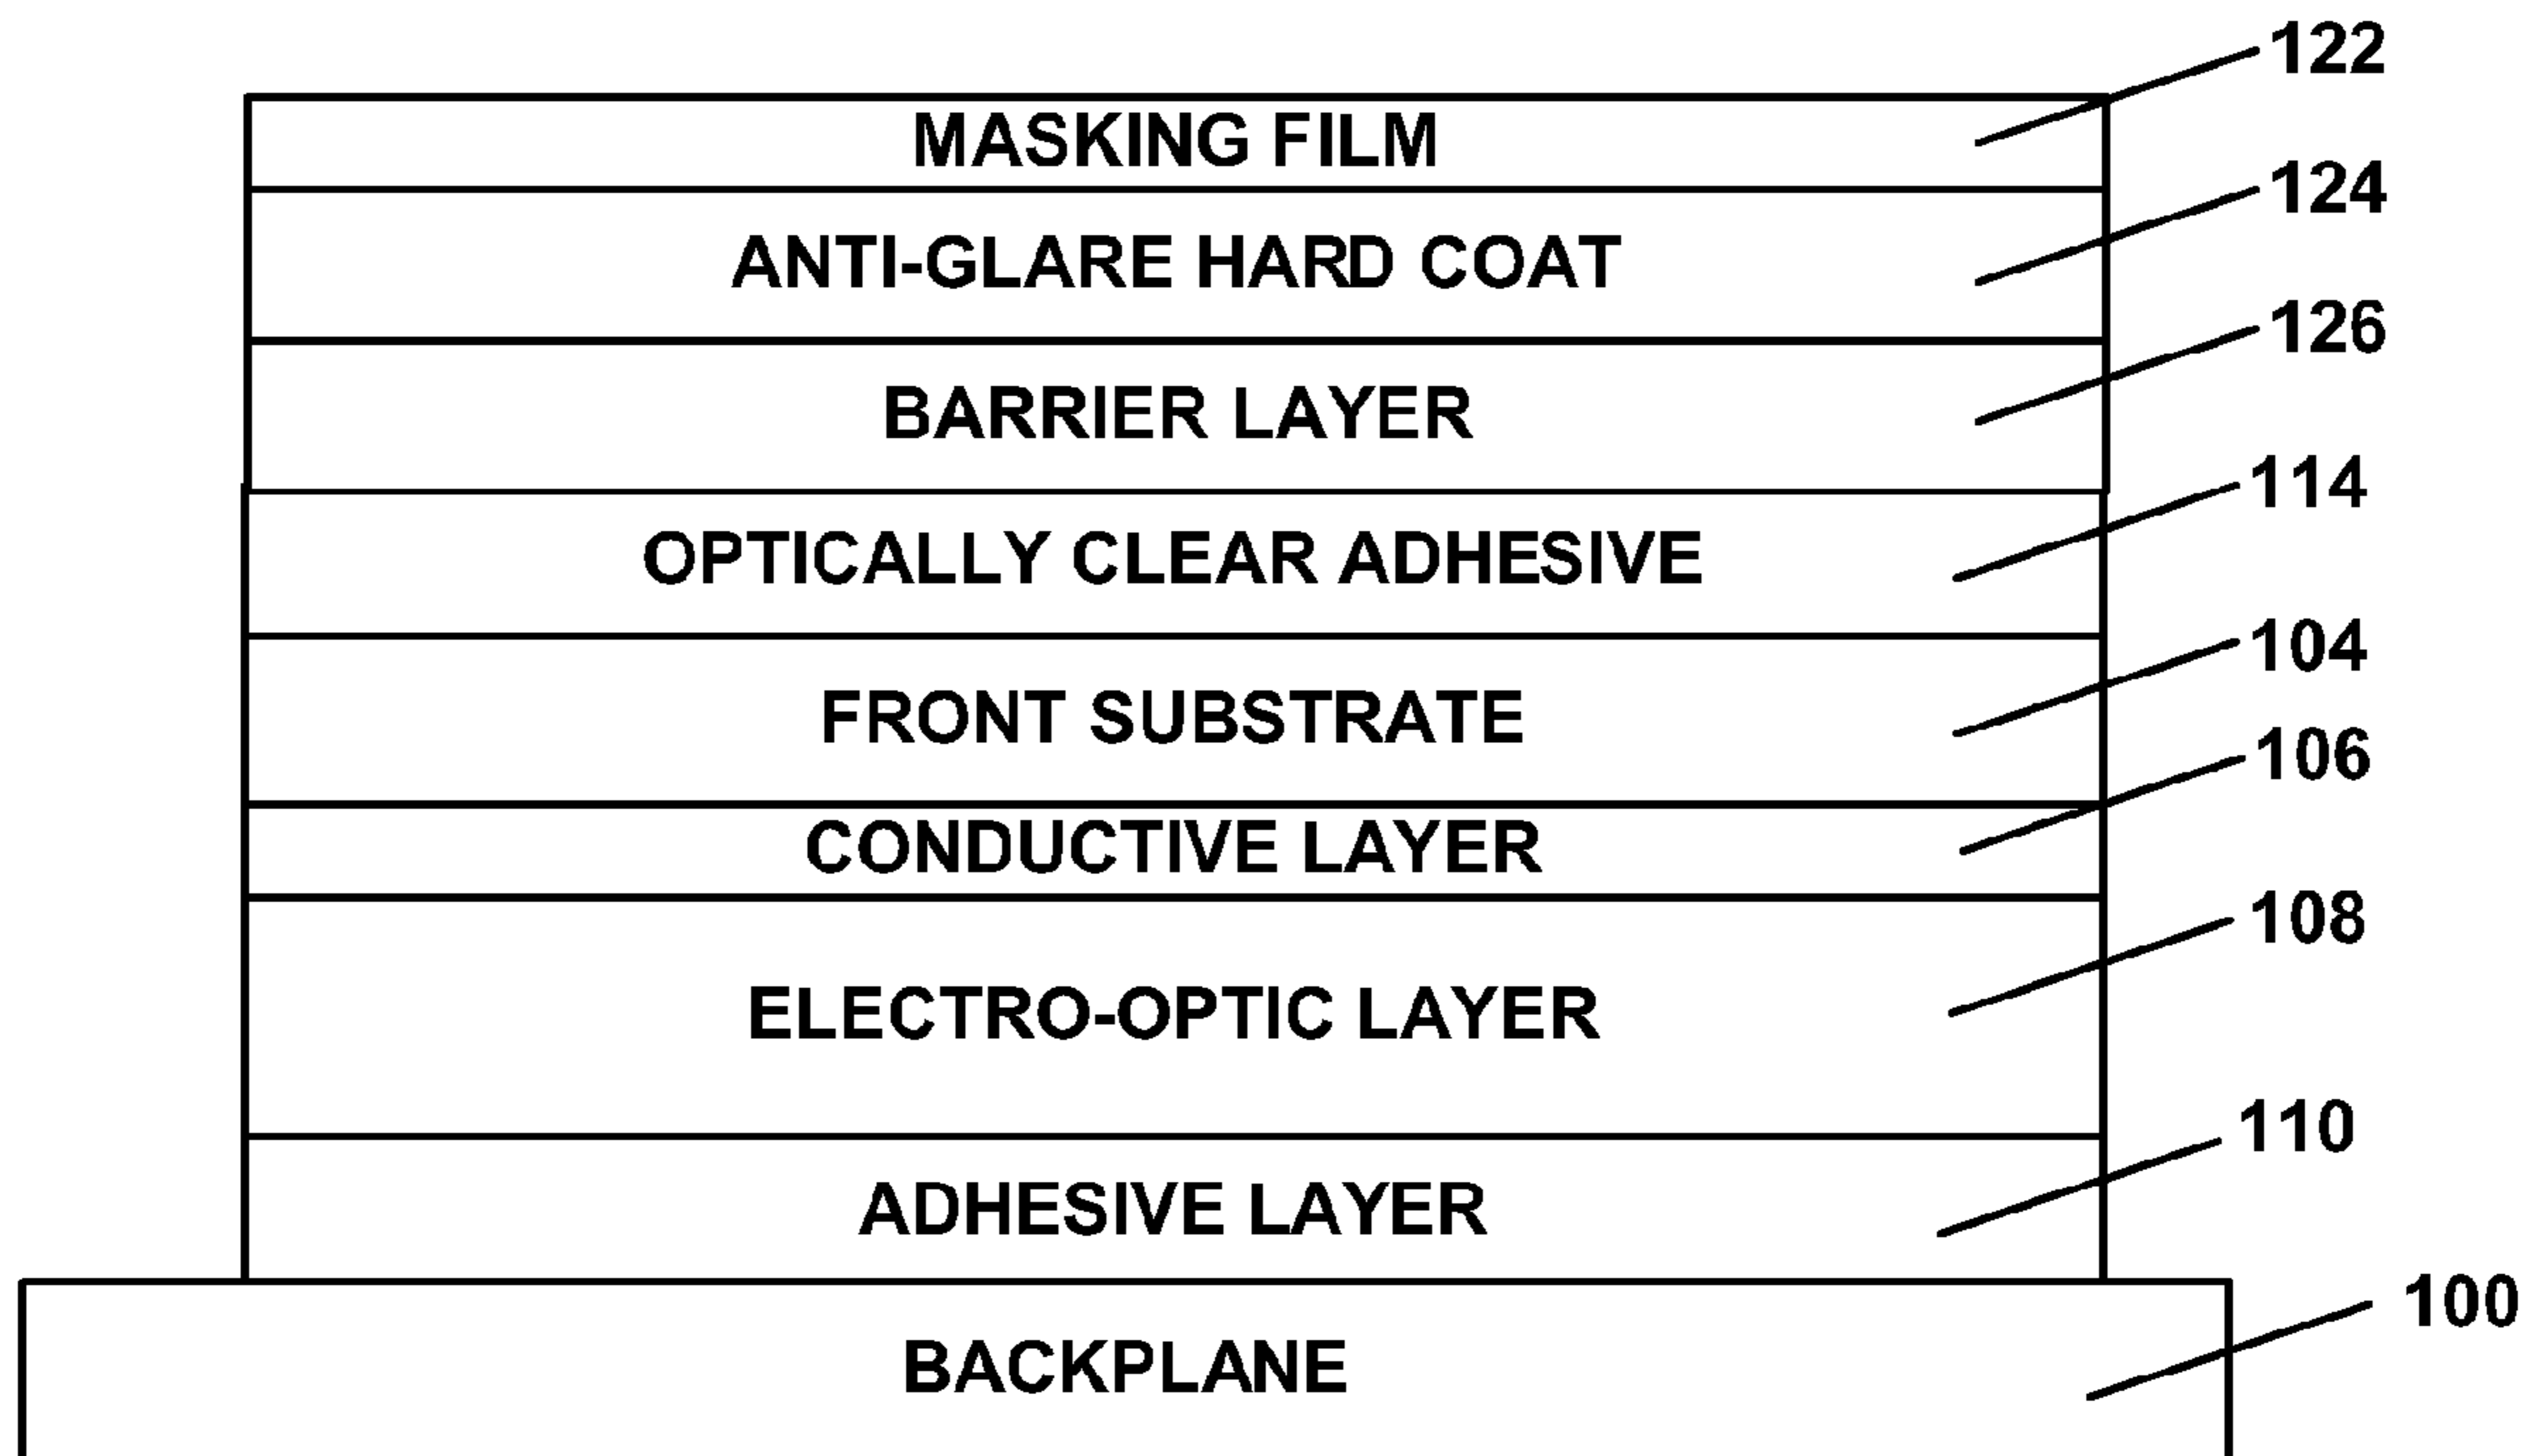 122
MASKING FILM
124
ANTI-GLARE HARD COAT
126
BARRIER LAYER
114
OPTICALLY CLEAR ADHESIVE
104
FRONT SUBSTRATE
106
CONDUCTIVE LAYER
108
ELECTRO-OPTIC LAYER
110
ADHESIVE LAYER
100
BACKPLANE